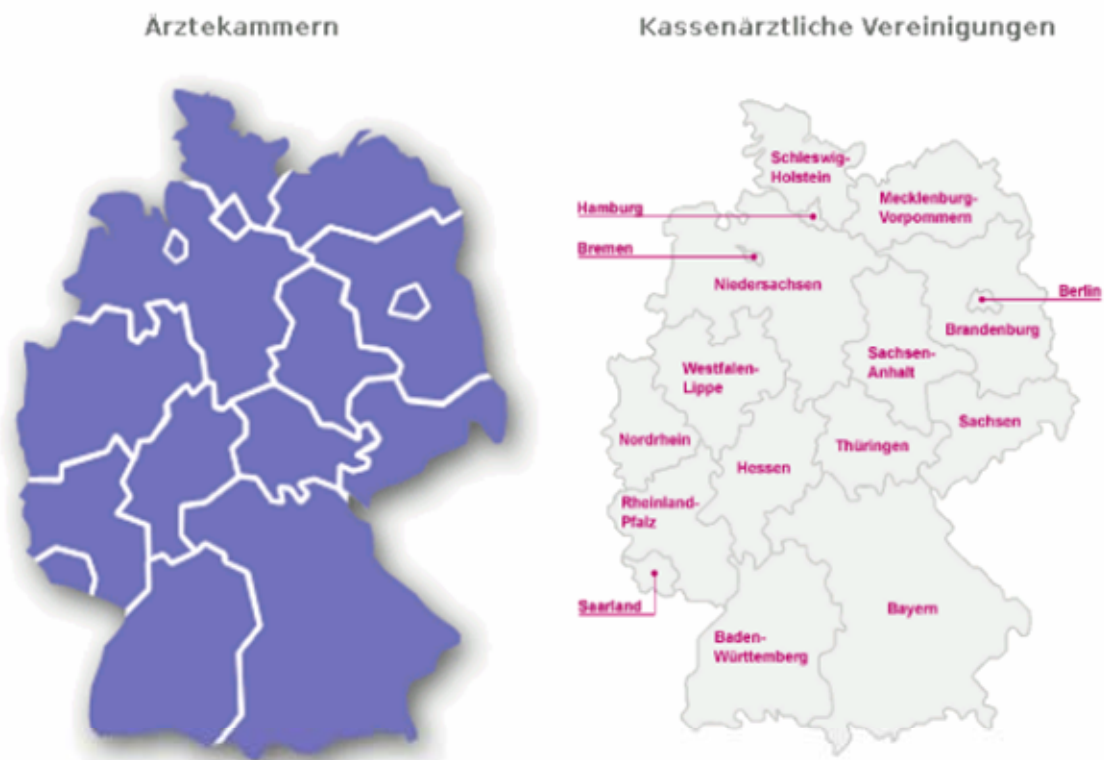 Ärztekammern
Kassenärztliche Vereinigungen
Schleswig-
Holstein
Mecklenburg-
Vorpommern
Hamburg
Bremen
Niedersachsen
Berlin
Brandenburg
Westfalen-
Lippe
Sachsen-
Anhalt
Sachsen
Nordrhein
Thüringen
Hessen
Rheinland-
Pfalz
Saarland
Bayern
Baden-
Württemberg